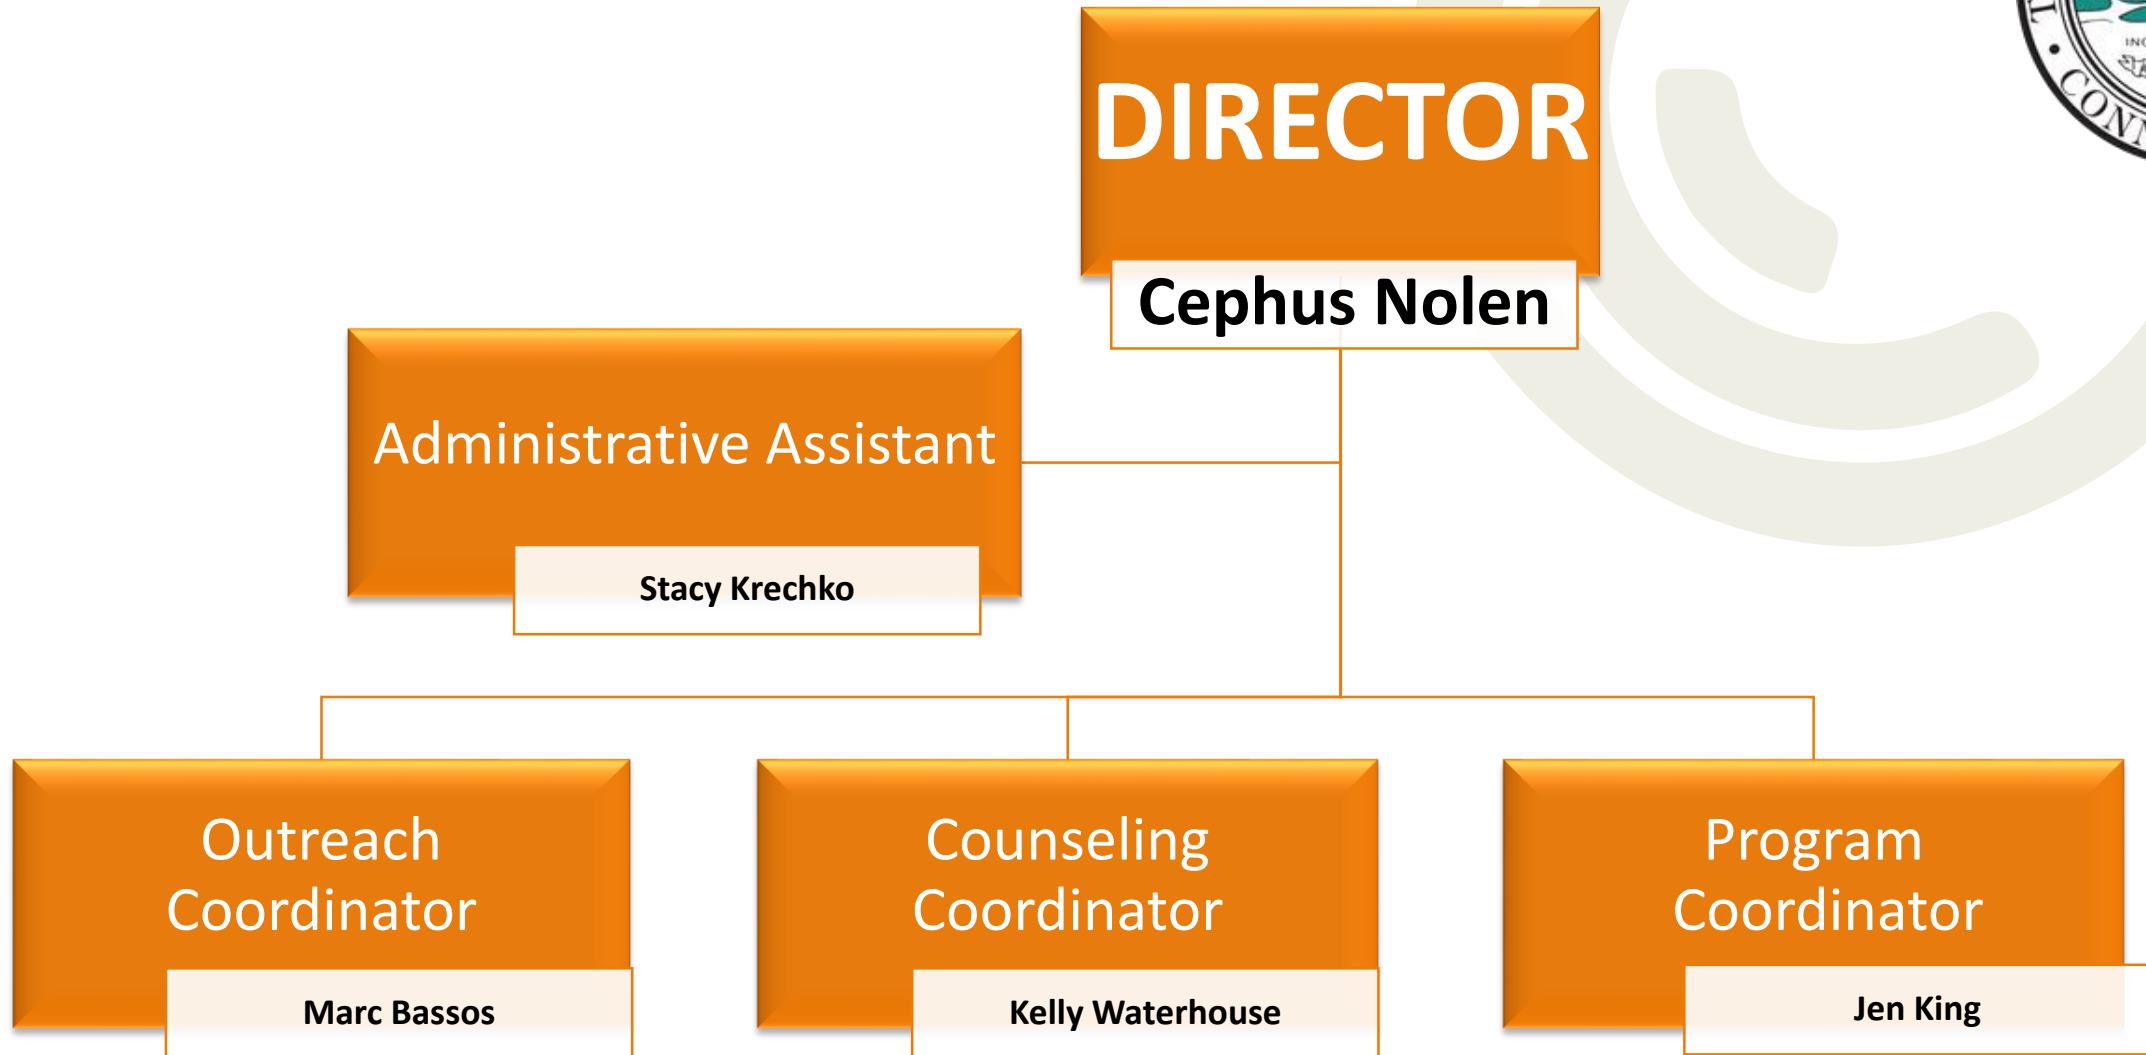 DIRECTOR
Cephus Nolen
Administrative Assistant
Stacy Krechko
Outreach
Coordinator
Marc Bassos
Counseling
Coordinator
Kelly Waterhouse
Program
Coordinator
Jen King